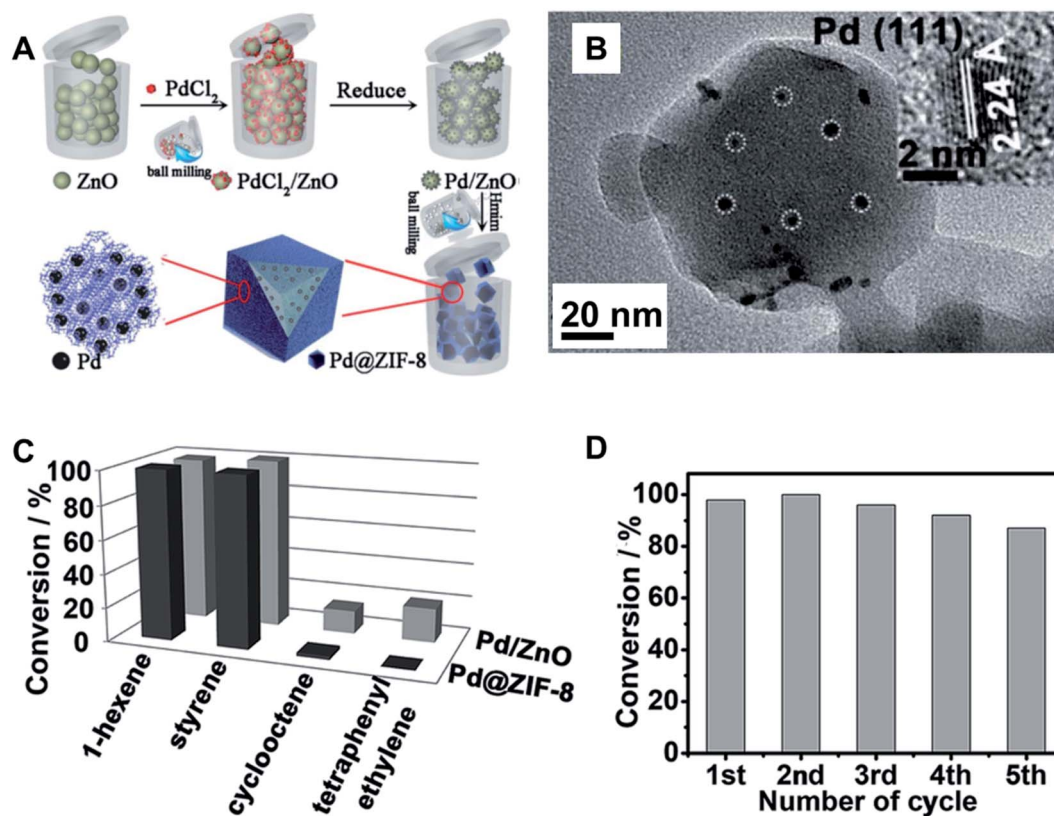 A
PdCl2
Reduce
ball milling
ZnO
PdCl2/ZnO
Pd/ZnO
ball milling
Hmim
Pd
Pd@ZIF-8
B
Pd (111)
2.24 A
2 nm
20 nm
C
Conversion / %
100
80
60
40
20
0
1-hexene
styrene
cyclooctene
tetraphenyl
ethylene
Pd/ZnO
Pd@ZIF-8
D
Conversion / %
100
80
60
40
20
0
1st 2nd 3rd 4th 5th
Number of cycle